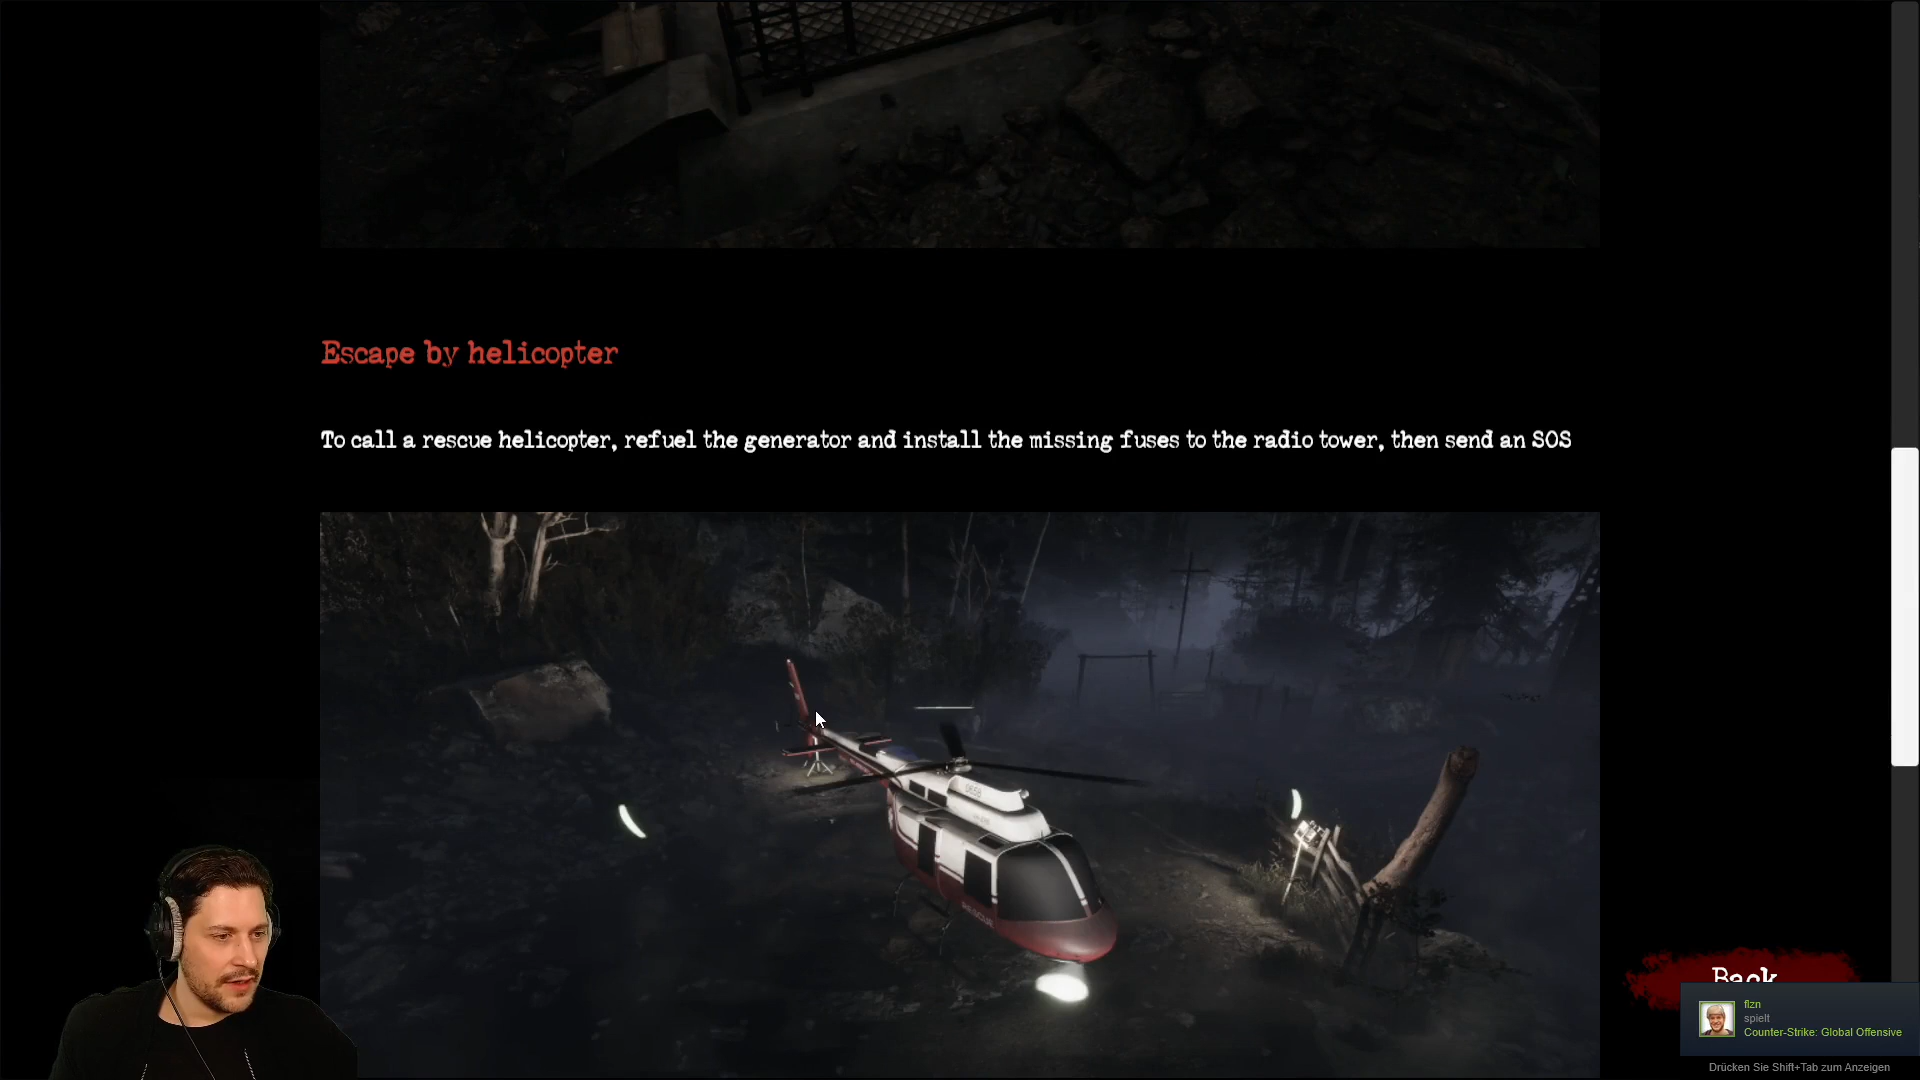 Escape by helicopter
To call a rescue helicopter, refuel the generator and install the missing fuses to the radio tower, then send an SOS
Back
flzn
spielt
Counter-Strike: Global Offensive
Drücken Sie Shift+Tab zum Anzeigen